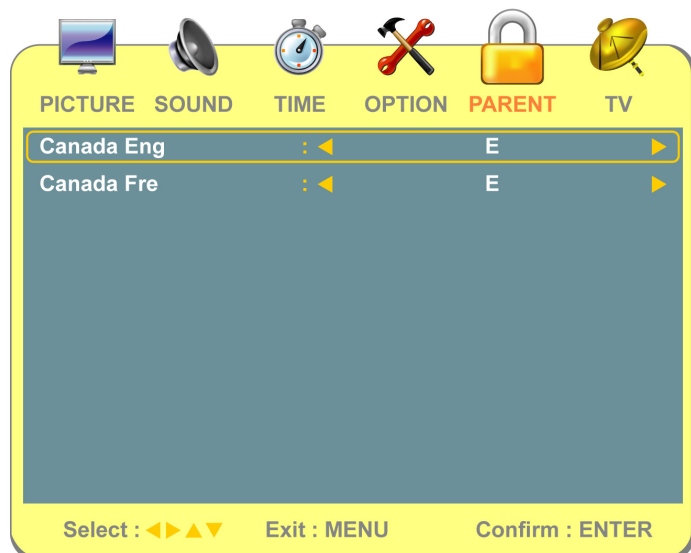 PICTURE SOUND TIME OPTION PARENT TV
Canada Eng : ◀ E ▶
Canada Fre : ◀ E ▶
Select : ◀▶▲▼ Exit : MENU Confirm : ENTER